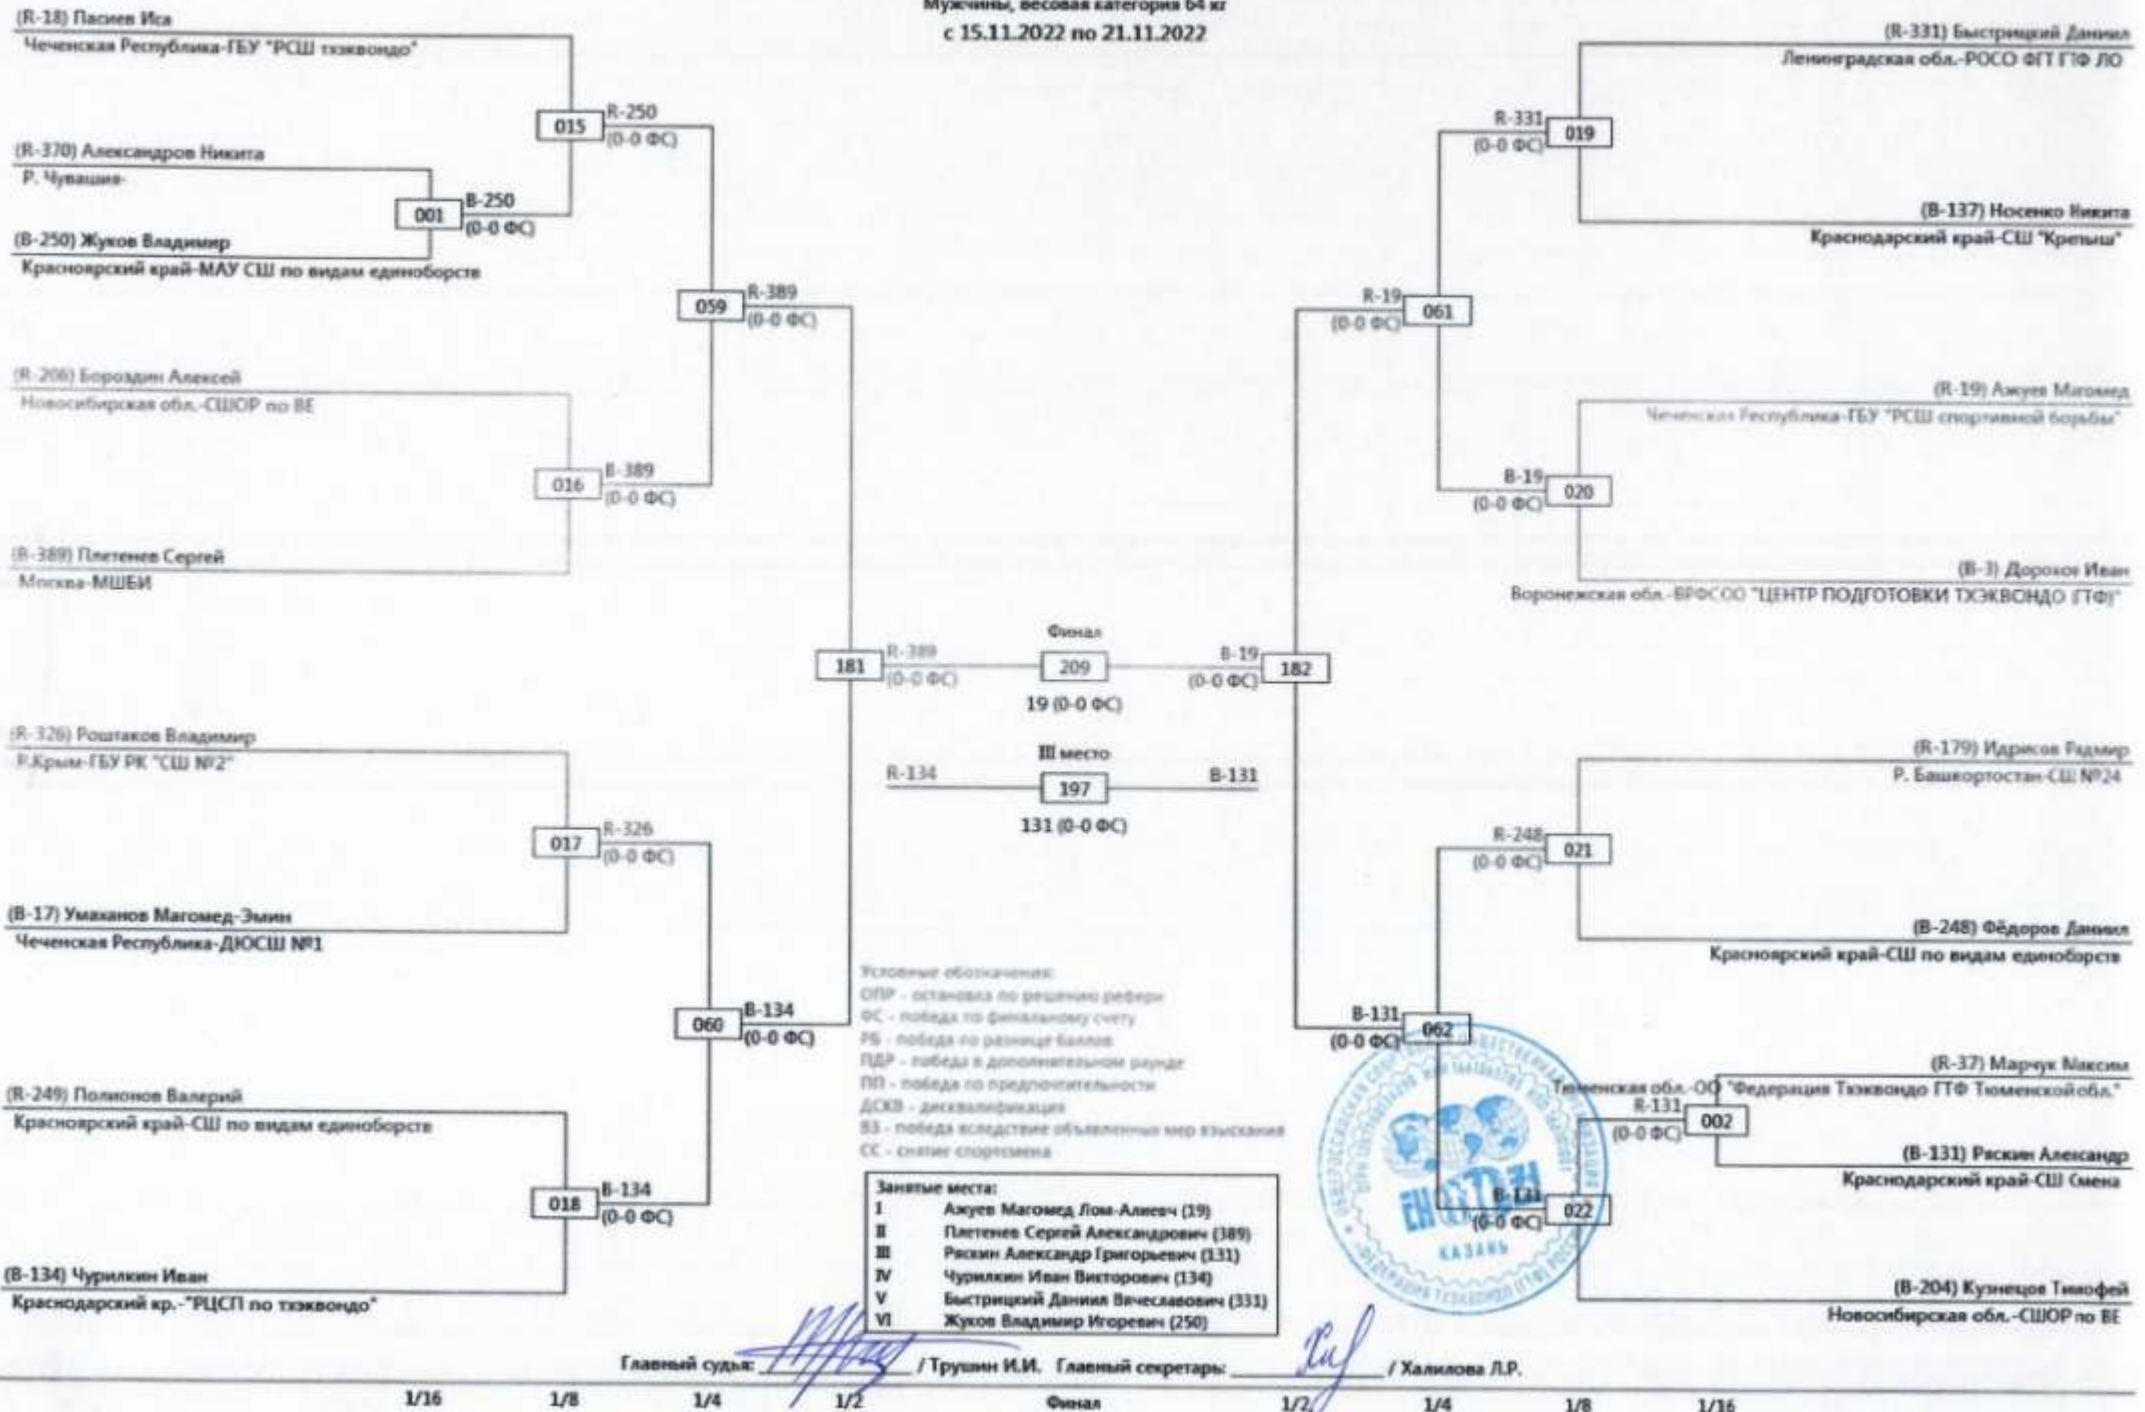 Мужчины, весовая категория 64 кг
с 15.11.2022 по 21.11.2022
(R-18) Пасиев Иса
Чеченская Республика-ГБУ "РСШ тхэквондо"
015
R-250
(0-0 ФС)
(R-370) Александров Никита
Р. Чувашия-
001
B-250
(0-0 ФС)
(B-250) Жуков Владимир
Красноярский край-МАУ СШ по видам единоборств
059
R-389
(0-0 ФС)
(R-206) Бороздин Алексей
Новосибирская обл.-СШОР по ВЕ
016
B-389
(0-0 ФС)
(B-389) Плетенев Сергей
Москва-МШБИ
181
R-389
(0-0 ФС)
(R-326) Роштаков Владимир
Р.Крым-ГБУ РК "СШ №2"
017
R-326
(0-0 ФС)
(B-17) Умаханов Магомед-Эмин
Чеченская Республика-ДЮСШ №1
060
B-134
(0-0 ФС)
(R-249) Полионов Валерий
Красноярский край-СШ по видам единоборств
018
B-134
(0-0 ФС)
(B-134) Чурилкин Иван
Краснодарский кр.-"РЦСП по тхэквондо"
Финал
209
19 (0-0 ФС)
III место
R-134
197
B-131
131 (0-0 ФС)
(R-331) Быстрицкий Даниил
Ленинградская обл.-РОСО ФГТ ГТФ ЛО
R-331
(0-0 ФС)
019
(B-137) Носенко Никита
Краснодарский край-СШ "Крепыш"
R-19
(0-0 ФС)
061
(R-19) Ажуев Магомед
Чеченская Республика-ГБУ "РСШ спортивной борьбы"
B-19
(0-0 ФС)
020
(B-3) Дорохов Иван
Воронежская обл.-ВРФСОО "ЦЕНТР ПОДГОТОВКИ ТХЭКВОНДО (ГТФ)"
B-19
(0-0 ФС)
182
(R-179) Идрисов Радмир
Р. Башкортостан-СШ №24
R-248
(0-0 ФС)
021
(B-248) Фёдоров Даниил
Красноярский край-СШ по видам единоборств
B-131
(0-0 ФС)
062
(R-37) Марчук Максим
Тюменская обл.-ОО "Федерация Тхэквондо ГТФ Тюменской обл."
R-131
(0-0 ФС)
002
(B-131) Ряскин Александр
Краснодарский край-СШ Смена
B-131
(0-0 ФС)
022
(B-204) Кузнецов Тимофей
Новосибирская обл.-СШОР по ВЕ
КАЗАНЬ
Условные обозначения:
ОПР - остановка по решению рефери
ФС - победа по финальному счету
РБ - победа по разнице баллов
ПДР - победа в дополнительном раунде
ПП - победа по предпочтительности
ДСКВ - дисквалификация
ВЗ - победа вследствие объявленных мер взыскания
СС - снятие спортсмена
Занятые места:
I Ажуев Магомед Лом-Алиевч (19)
II Плетенев Сергей Александрович (389)
III Ряскин Александр Григорьевич (131)
IV Чурилкин Иван Викторович (134)
V Быстрицкий Даниил Вячеславович (331)
VI Жуков Владимир Игоревич (250)
Главный судья: / Трушин И.И. Главный секретарь: / Халилова Л.Р.
1/16 1/8 1/4 1/2 Финал 1/2 1/4 1/8 1/16